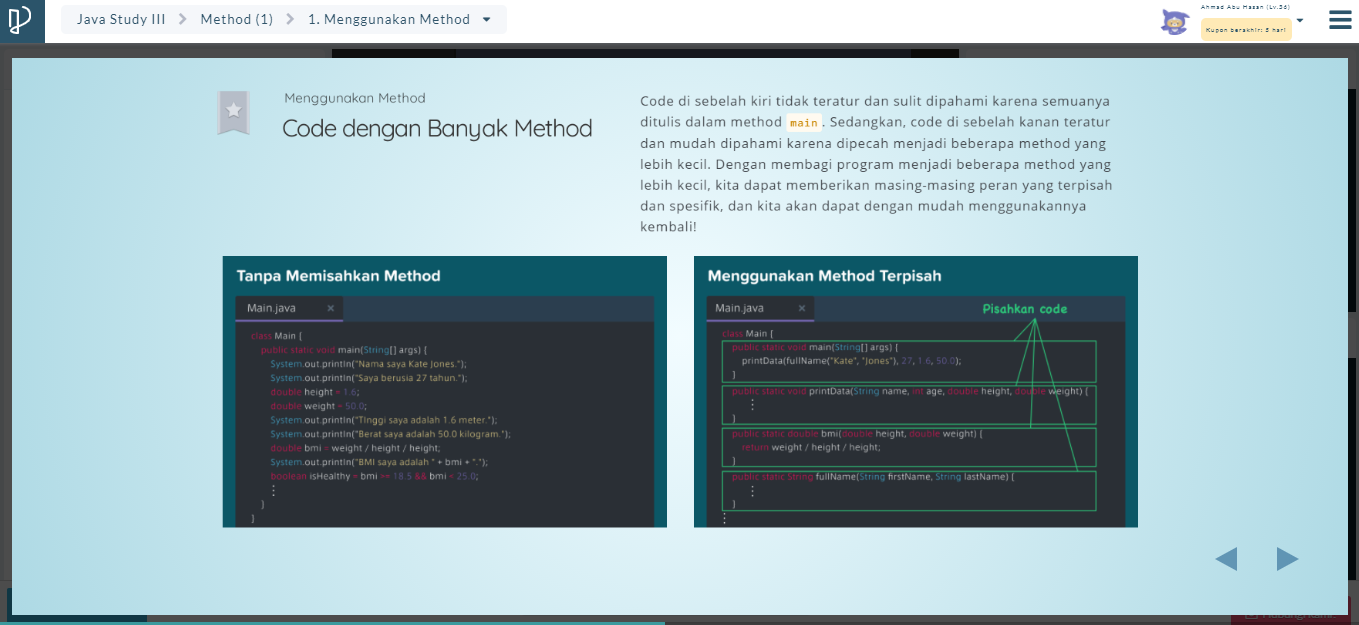 Java Study III > Method (1) > 1. Menggunakan Method
Ahmad Abu Hasan (Lv.36)
Kupon berakhir: 5 hari
Menggunakan Method
Code dengan Banyak Method
Code di sebelah kiri tidak teratur dan sulit dipahami karena semuanya
ditulis dalam method main. Sedangkan, code di sebelah kanan teratur
dan mudah dipahami karena dipecah menjadi beberapa method yang
lebih kecil. Dengan membagi program menjadi beberapa method yang
lebih kecil, kita dapat memberikan masing-masing peran yang terpisah
dan spesifik, dan kita akan dapat dengan mudah menggunakannya
kembali!
Tanpa Memisahkan Method
Main.java ×
class Main {
public static void main(String[] args) {
System.out.println("Nama saya Kate Jones.");
System.out.println("Saya berusia 27 tahun.");
double height = 1.6;
double weight = 50.0;
System.out.println("TInggi saya adalah 1.6 meter.");
System.out.println("Berat saya adalah 50.0 kilogram.");
double bmi = weight / height / height;
System.out.println("BMI saya adalah " + bmi + ".");
boolean isHealthy = bmi >= 18.5 && bmi < 25.0;
⋮
}
}
Menggunakan Method Terpisah
Main.java ×
Pisahkan code
class Main {
public static void main(String[] args) {
printData(fullName("Kate", "Jones"), 27, 1.6, 50.0);
}
public static void printData(String name, int age, double height, double weight) {
⋮
}
public static double bmi(double height, double weight) {
return weight / height / height;
}
public static String fullName(String firstName, String lastName) {
⋮
}
⋮